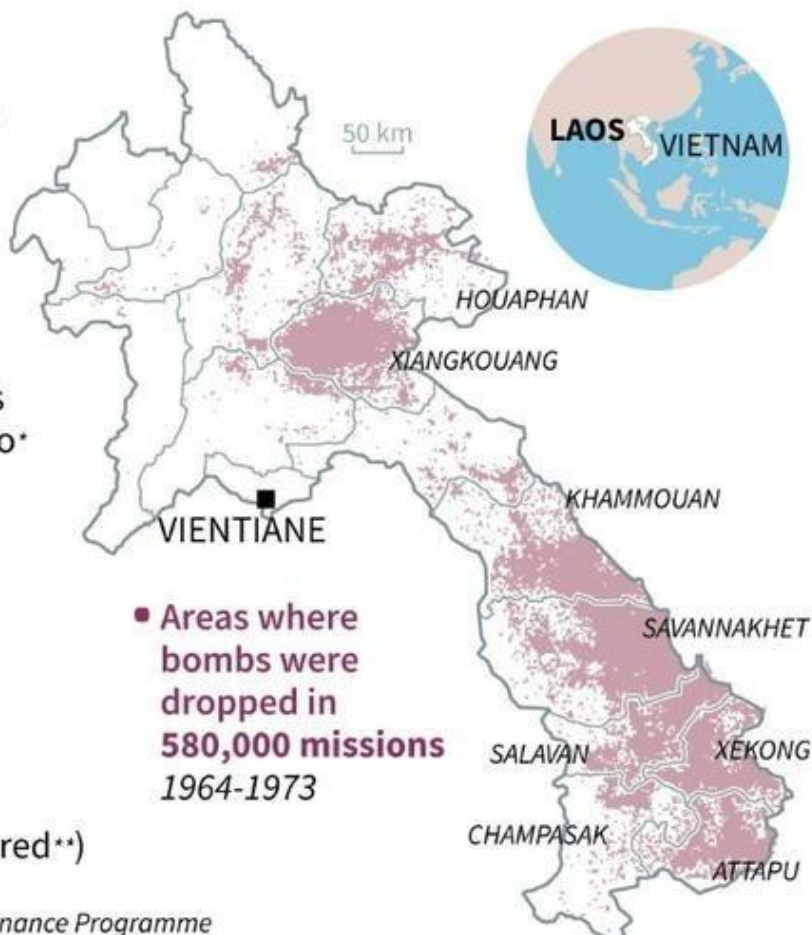 50 km
LAOS
VIETNAM
HOUAPHAN
XIANGKOUANG
s
o*
KHAMMOUAN
VIENTIANE
SAVANNAKHET
Areas where
bombs were
dropped in
580,000 missions
1964-1973
SALAVAN
XEKONG
CHAMPASAK
red**)
ATTAPU
nance Programme